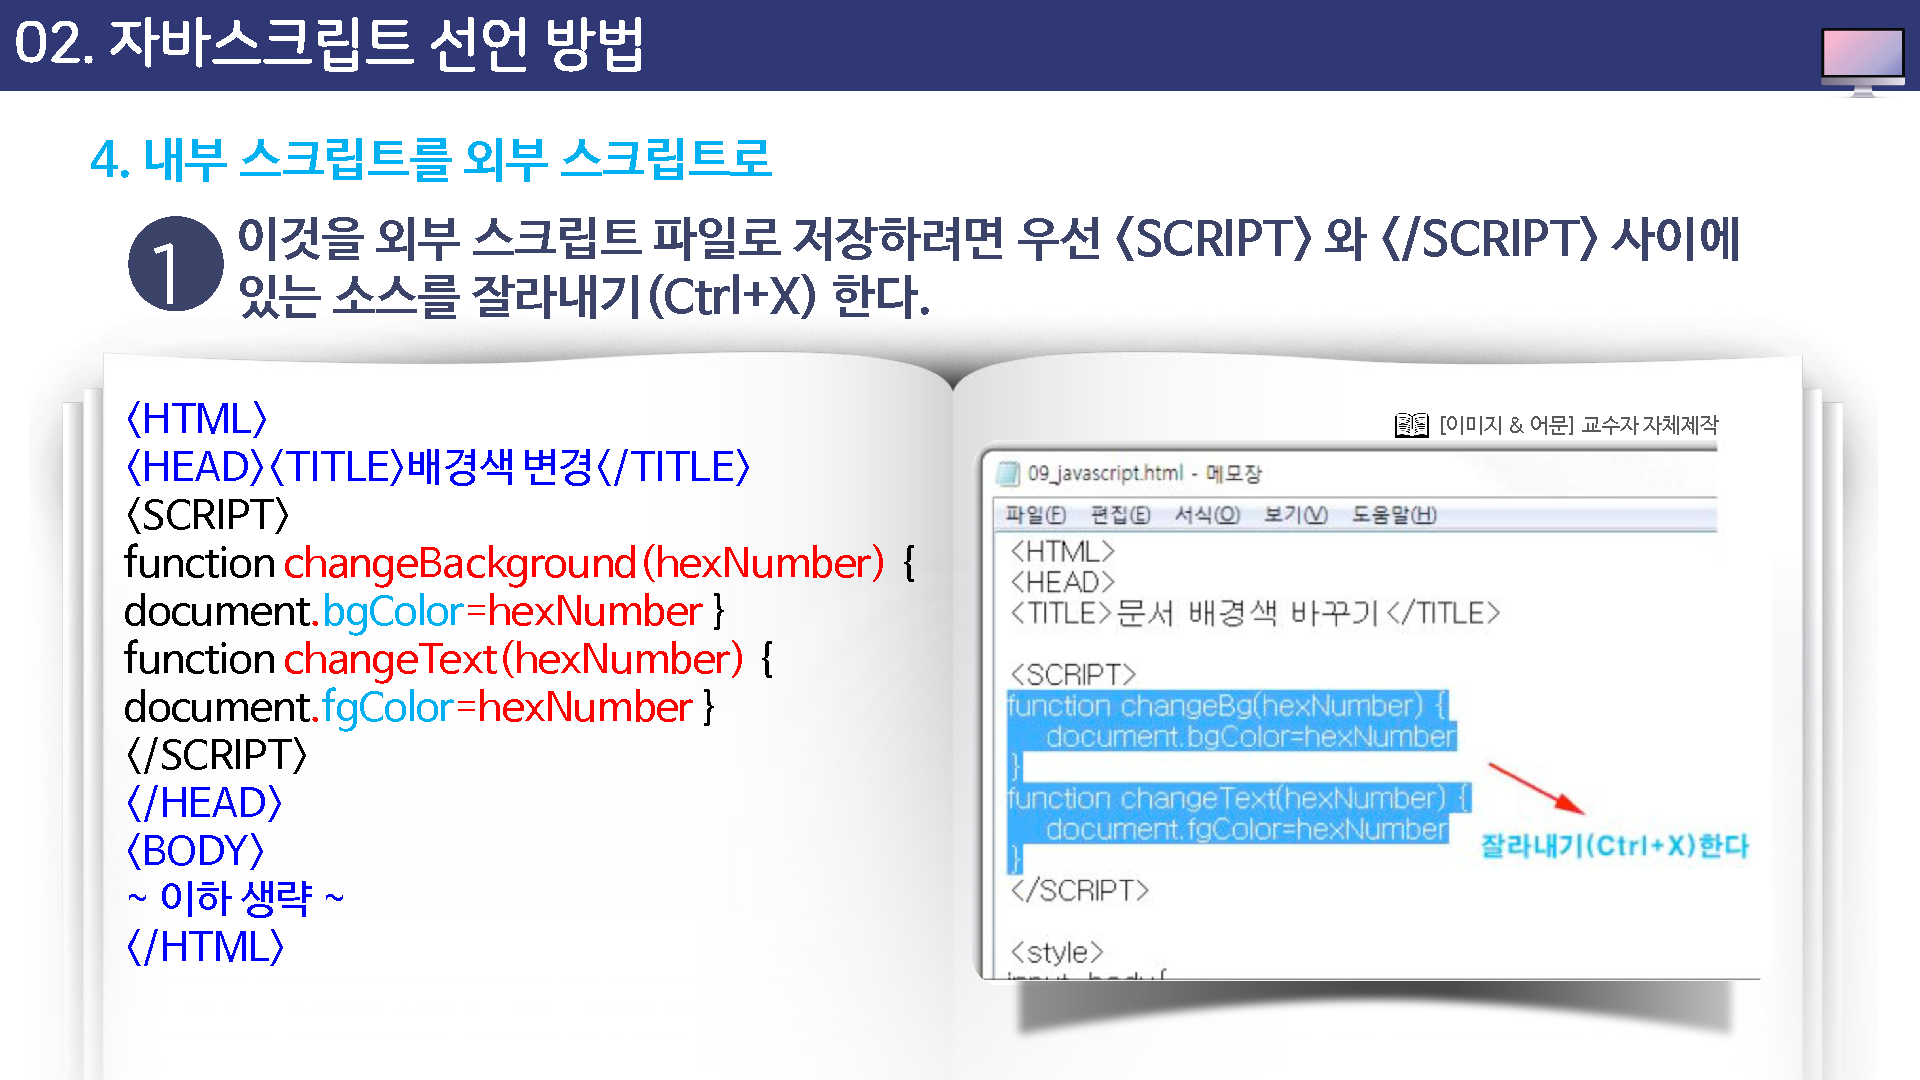 02. 자바스크립트 선언 방법
4. 내부 스크립트를 외부 스크립트로
1
이것을 외부 스크립트 파일로 저장하려면 우선 <SCRIPT> 와 </SCRIPT> 사이에
있는 소스를 잘라내기(Ctrl+X) 한다.
<HTML>
<HEAD><TITLE>배경색 변경</TITLE>
<SCRIPT>
function changeBackground(hexNumber) {
document.bgColor=hexNumber }
function changeText(hexNumber) {
document.fgColor=hexNumber }
</SCRIPT>
</HEAD>
<BODY>
~ 이하 생략 ~
</HTML>
[이미지 & 어문] 교수자 자체제작
09_javascript.html - 메모장
파일(F) 편집(E) 서식(O) 보기(V) 도움말(H)
<HTML>
<HEAD>
<TITLE>문서 배경색 바꾸기</TITLE>
<SCRIPT>
function changeBg(hexNumber) {
document.bgColor=hexNumber
}
function changeText(hexNumber) {
document.fgColor=hexNumber
}
잘라내기(Ctrl+X)한다
</SCRIPT>
<style>